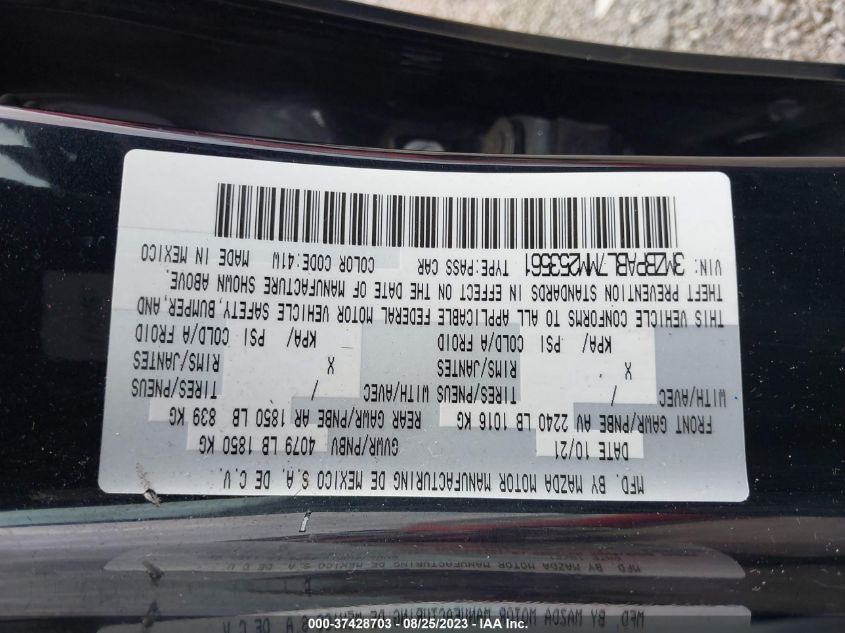 MFD. BY MAZDA MOTOR MANUFACTURING DE MEXICO S.A. DE C.V.
DATE 10/21 GVWR/PNBV 4079 LB 1850 KG
FRONT GAWR/PNBE AV 2240 LB 1016 KG REAR GAWR/PNBE AR 1850 LB 839 KG
WITH/AVEC TIRES/PNEUS / WITH/AVEC TIRES/PNEUS /
RIMS/JANTES X RIMS/JANTES X
KPA/ PSI COLD/A FROID KPA/ PSI COLD/A FROID
THIS VEHICLE CONFORMS TO ALL APPLICABLE FEDERAL MOTOR VEHICLE SAFETY, BUMPER, AND
THEFT PREVENTION STANDARDS IN EFFECT ON THE DATE OF MANUFACTURE SHOWN ABOVE.
VIN: 3MZBPABL7MM253561 TYPE:PASS CAR COLOR CODE:41W MADE IN MEXICO
000-37428703 - 08/25/2023 - IAA Inc.